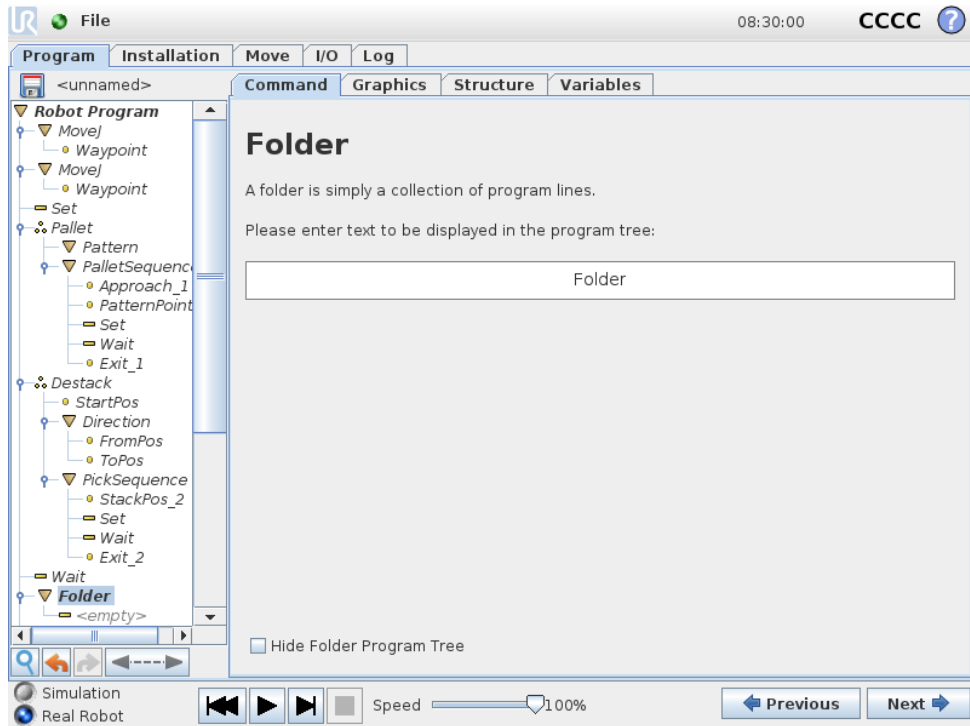 UR File 08:30:00 CCCC ?
Program Installation Move I/O Log
<unnamed> Command Graphics Structure Variables
Robot Program
MoveJ
Waypoint
MoveJ
Waypoint
Set
Pallet
Pattern
PalletSequenc
Approach_1
PatternPoint
Set
Wait
Exit_1
Destack
StartPos
Direction
FromPos
ToPos
PickSequence
StackPos_2
Set
Wait
Exit_2
Wait
Folder
<empty>
Folder
A folder is simply a collection of program lines.
Please enter text to be displayed in the program tree:
Folder
Hide Folder Program Tree
Simulation
Real Robot
Speed 100%
Previous Next